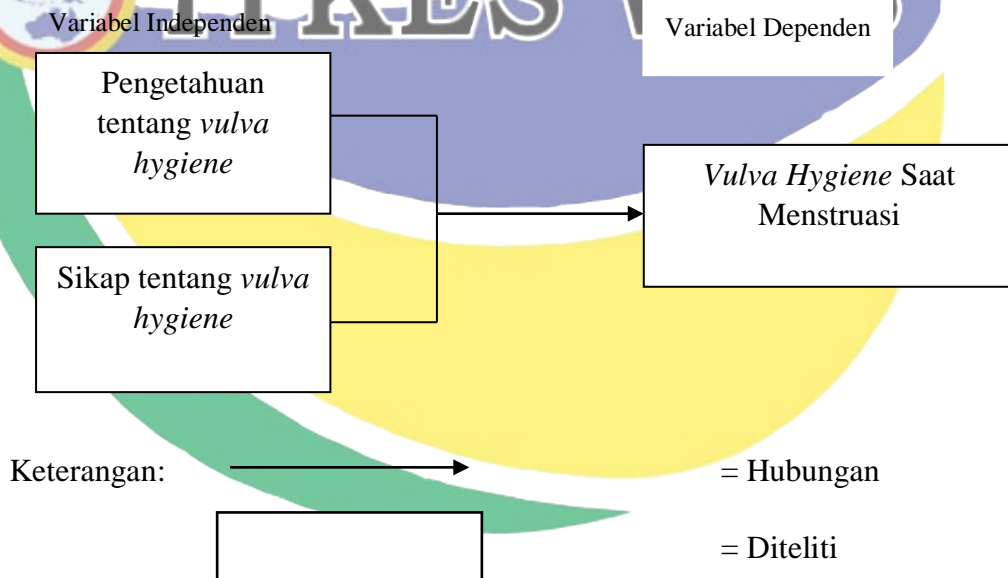 Variabel Independen
Variabel Dependen
Pengetahuan
tentang vulva
hygiene
Vulva Hygiene Saat
Menstruasi
Sikap tentang vulva
hygiene
Keterangan:
= Hubungan
= Diteliti